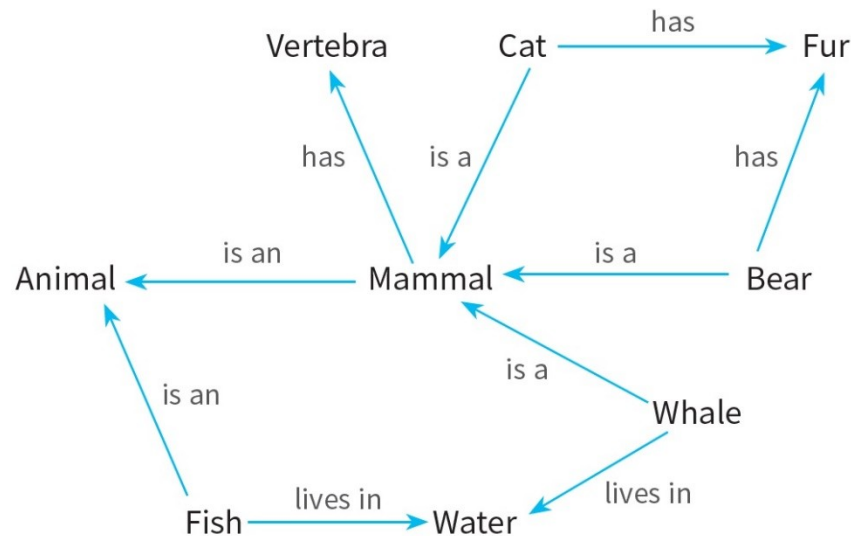 has
Vertebra Cat Fur
has is a has
is an is a
Animal Mammal Bear
is a
is an
Whale
lives in lives in
Fish Water